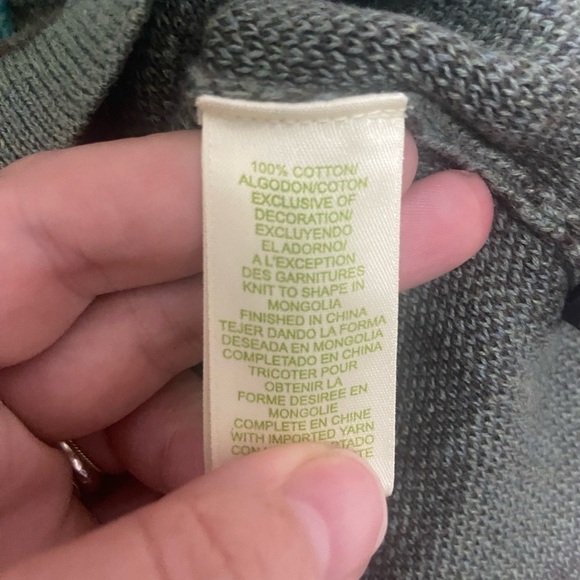 100% COTTON/
ALGODON/COTON
EXCLUSIVE OF
DECORATION/
EXCLUYENDO
EL ADORNO/
A L'EXCEPTION
DES GARNITURES
KNIT TO SHAPE IN
MONGOLIA
FINISHED IN CHINA
TEJER DANDO LA FORMA
DESEADA EN MONGOLIA
COMPLETADO EN CHINA
TRICOTER POUR
OBTENIR LA
FORME DESIREE EN
MONGOLIE
COMPLETE EN CHINE
WITH IMPORTED YARN